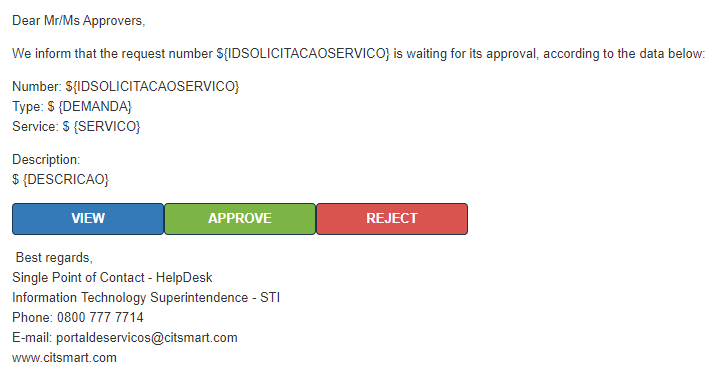 Dear Mr/Ms Approvers,
We inform that the request number ${IDSOLICITACAOSERVICO} is waiting for its approval, according to the data below:
Number: ${IDSOLICITACAOSERVICO}
Type: $ {DEMANDA}
Service: $ {SERVICO}
Description:
$ {DESCRICAO}
VIEW APPROVE REJECT
Best regards,
Single Point of Contact - HelpDesk
Information Technology Superintendence - STI
Phone: 0800 777 7714
E-mail: portaldeservicos@citsmart.com
www.citsmart.com